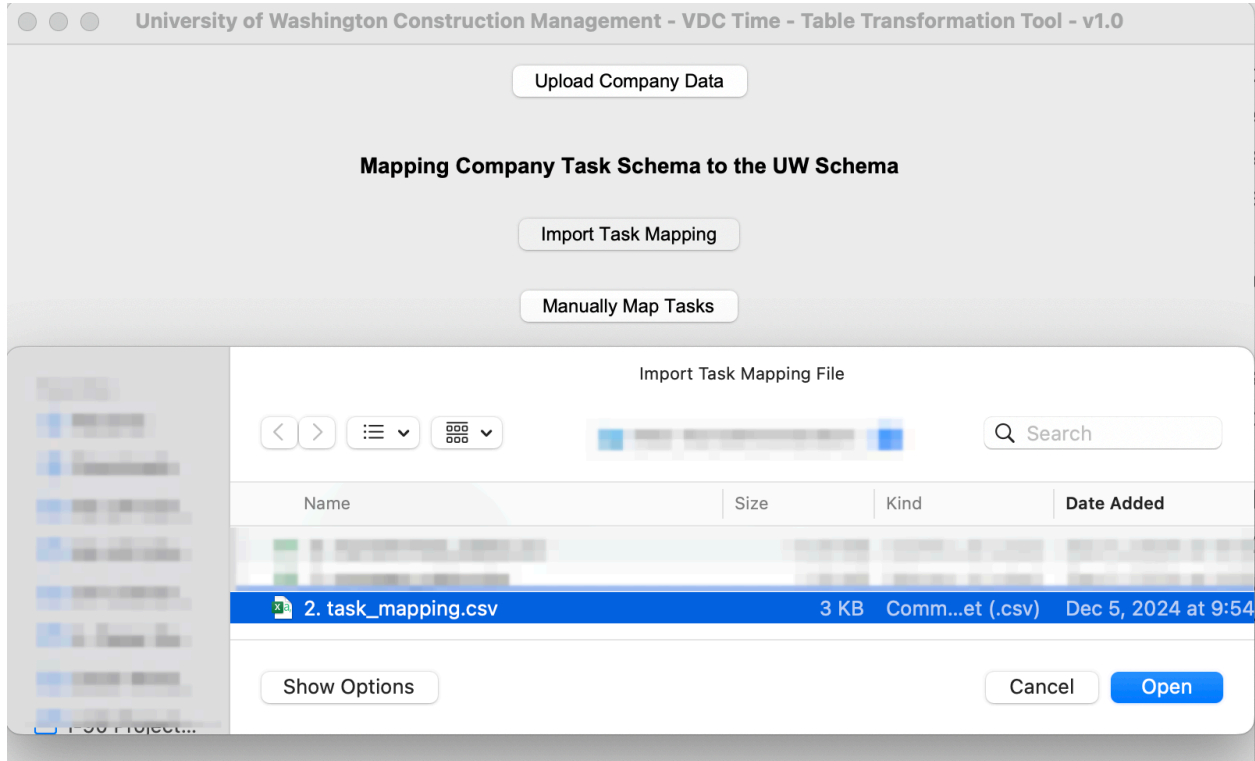 University of Washington Construction Management - VDC Time - Table Transformation Tool - v1.0
Upload Company Data
Mapping Company Task Schema to the UW Schema
Import Task Mapping
Manually Map Tasks
Import Task Mapping File
Search
Name Size Kind Date Added
2. task_mapping.csv 3 KB Comm...et (.csv) Dec 5, 2024 at 9:54
Show Options Cancel Open